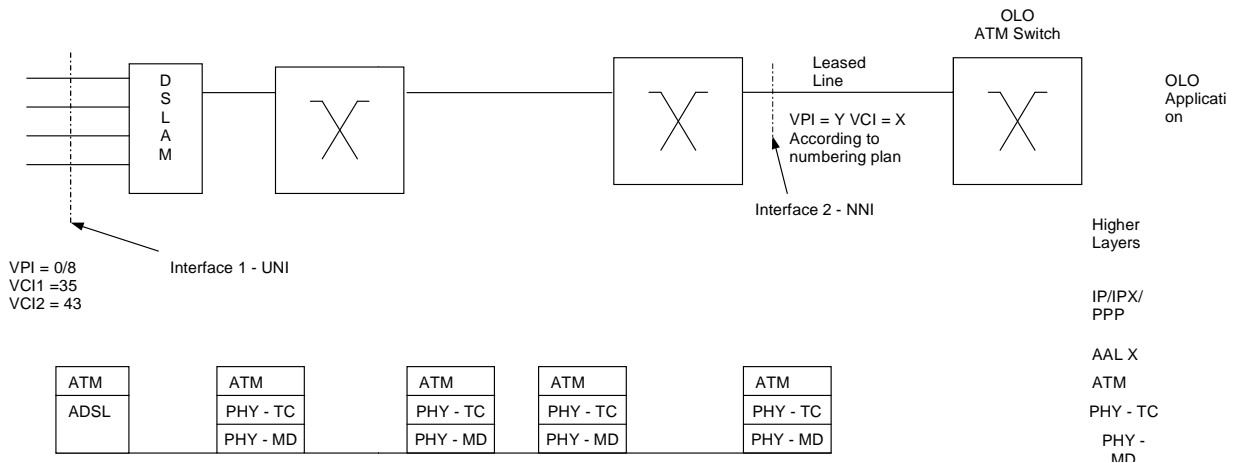 OLO
ATM Switch
D
S
L
A
M
Leased
Line
OLO
Applicati
on
VPI = Y VCI = X
According to
numbering plan
Interface 2 - NNI
Higher
Layers
VPI = 0/8
VCI1 =35
VCI2 = 43
Interface 1 - UNI
IP/IPX/
PPP
AAL X
ATM
ATM
ATM
ATM
ATM
ATM
ADSL
PHY - TC
PHY - TC
PHY - TC
PHY - TC
PHY - TC
PHY - MD
PHY - MD
PHY - MD
PHY - MD
PHY -
MD